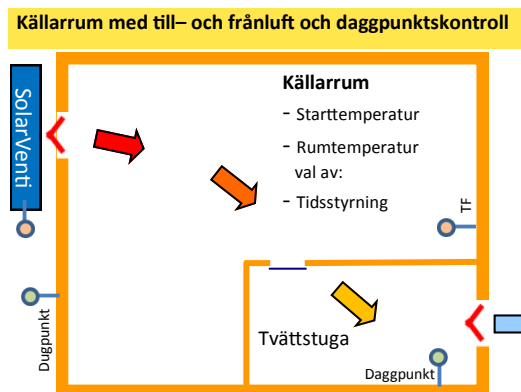 Källarrum med till– och frånluft och daggpunktskontroll
SolarVenti
Källarrum
- Starttemperatur
- Rumtemperatur
val av:
- Tidsstyrning
TF
Dugpunkt
Tvättstuga
Daggpunkt